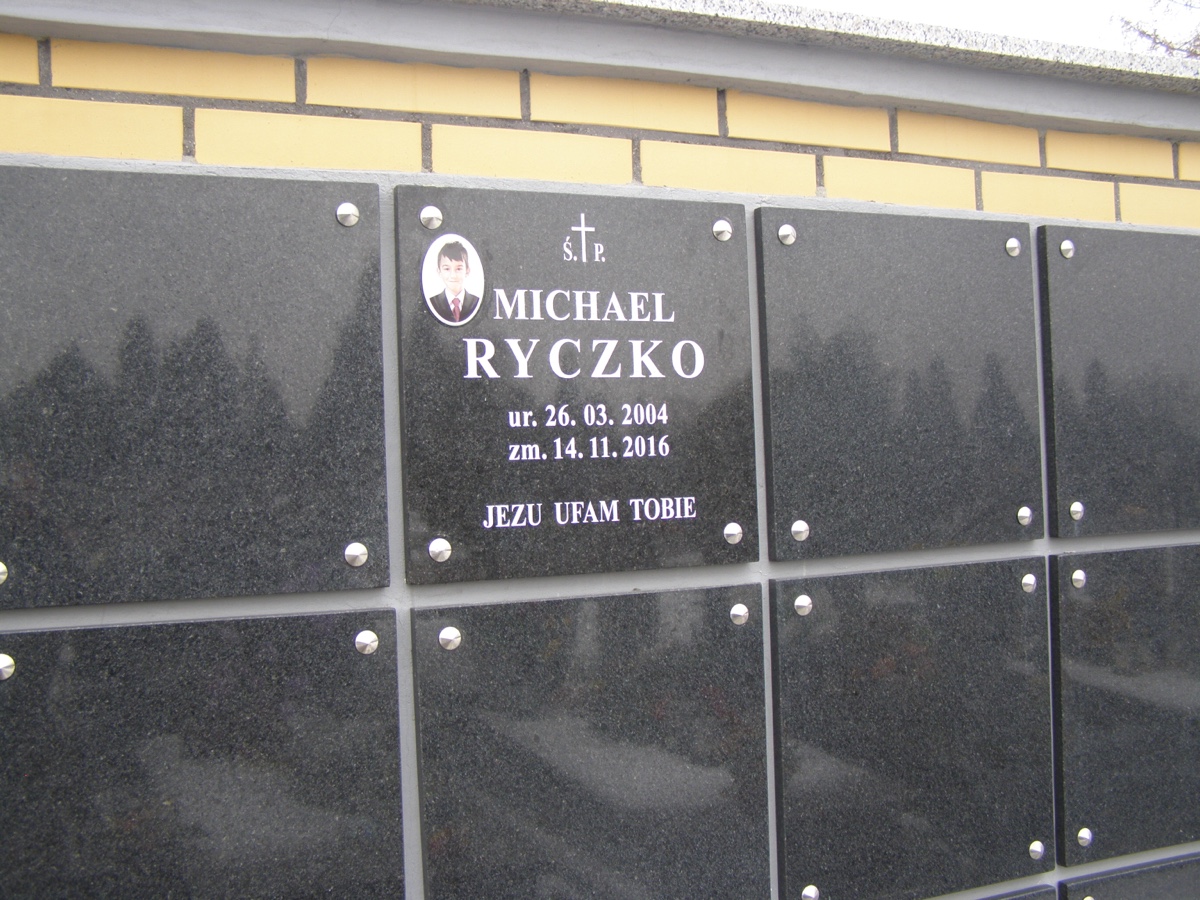 Ś. P.
MICHAEL
RYCZKO
ur. 26. 03. 2004
zm. 14. 11. 2016
JEZU UFAM TOBIE